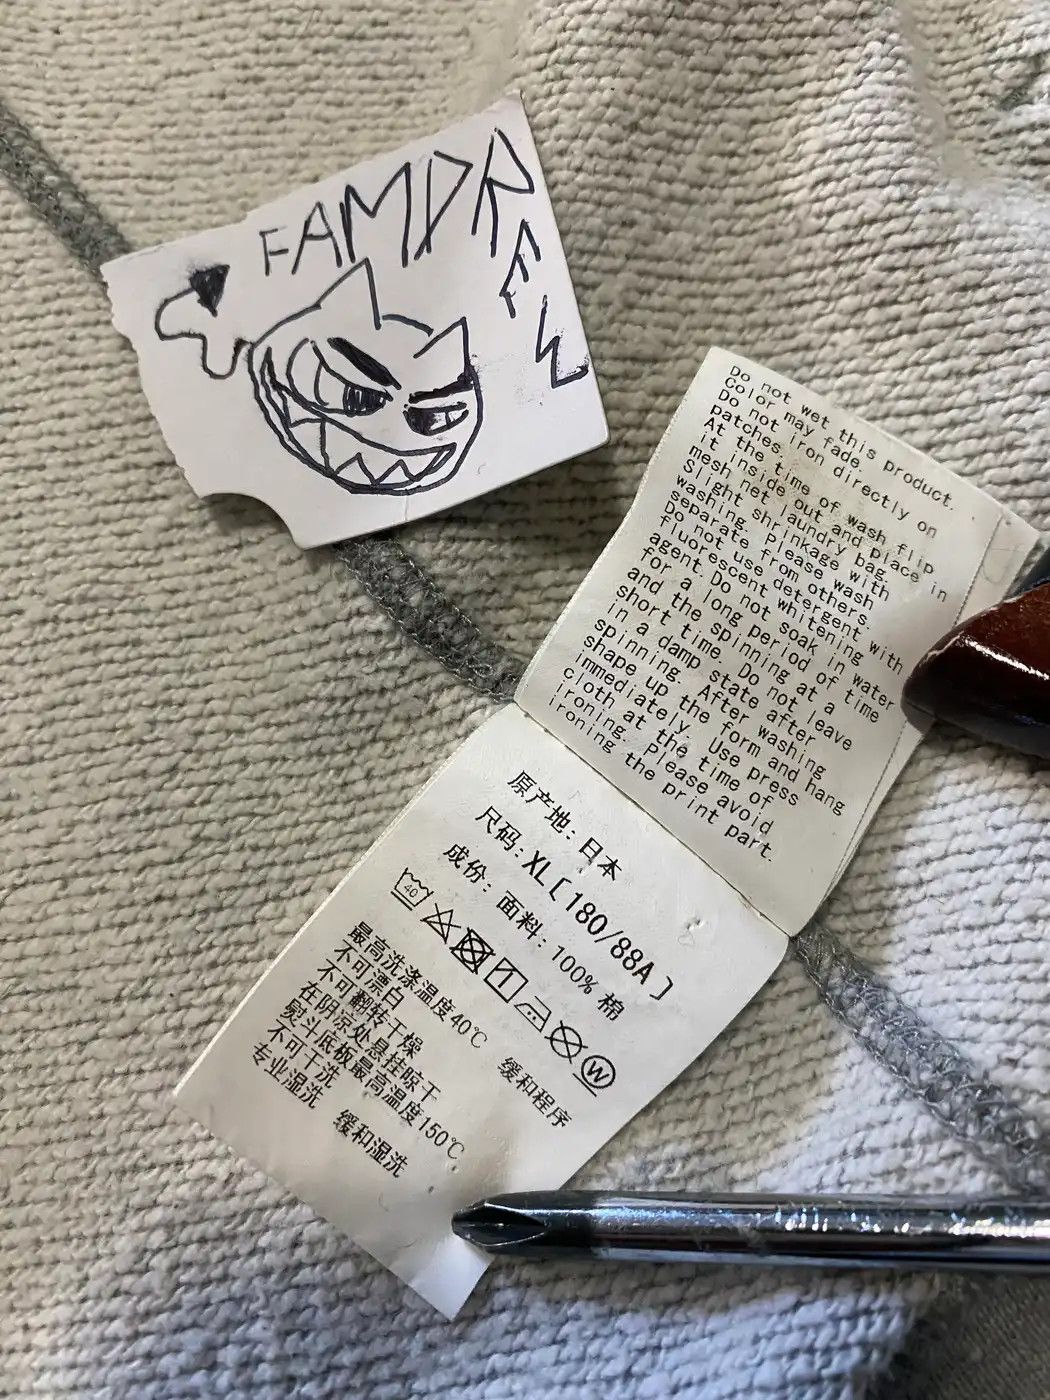 FAMDREW
Do not wet this product.
Color may fade.
Do not iron directly on
patches.
At the time of wash flip
it inside out and place in
mesh net laundry bag.
Slight shrinkage with
washing. Please wash
separate from others.
Do not use detergent with
fluorescent whitening
agent. Do not soak in water
for a long period of time
and the spinning at a
short time. Do not leave
in a damp state after
spinning. After washing
shape up the form and hang
immediately. Use press
cloth at the time of
ironing. Please avoid
ironing the print part.
原产地: 日本
尺码: XL[180/88A]
成份: 面料: 100% 棉
40
W
最高洗涤温度40℃ 缓和程序
不可漂白
不可翻转干燥
在阴凉处悬挂晾干
熨斗底板最高温度150℃
不可干洗
专业湿洗 缓和湿洗